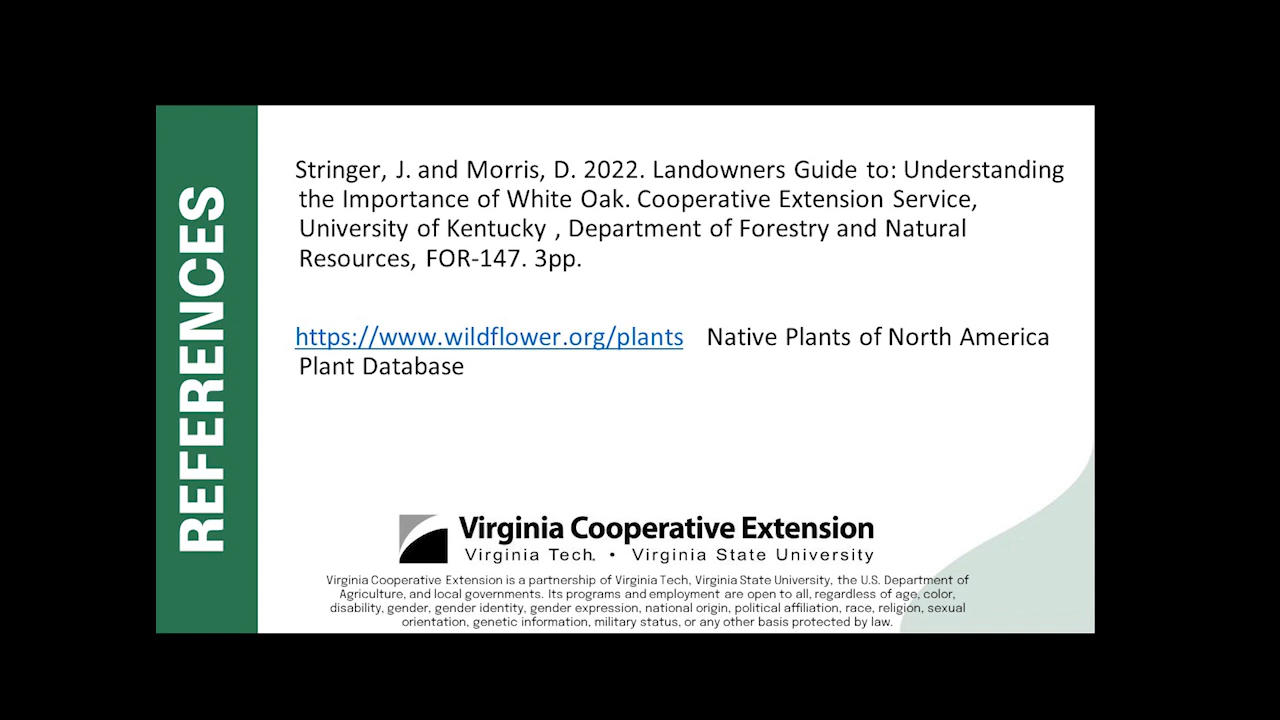 REFERENCES
Stringer, J. and Morris, D. 2022. Landowners Guide to: Understanding
the Importance of White Oak. Cooperative Extension Service,
University of Kentucky , Department of Forestry and Natural
Resources, FOR-147. 3pp.
https://www.wildflower.org/plants Native Plants of North America
Plant Database
Virginia Cooperative Extension
Virginia Tech. • Virginia State University
Virginia Cooperative Extension is a partnership of Virginia Tech, Virginia State University, the U.S. Department of
Agriculture, and local governments. Its programs and employment are open to all, regardless of age, color,
disability, gender, gender identity, gender expression, national origin, political affiliation, race, religion, sexual
orientation, genetic information, military status, or any other basis protected by law.